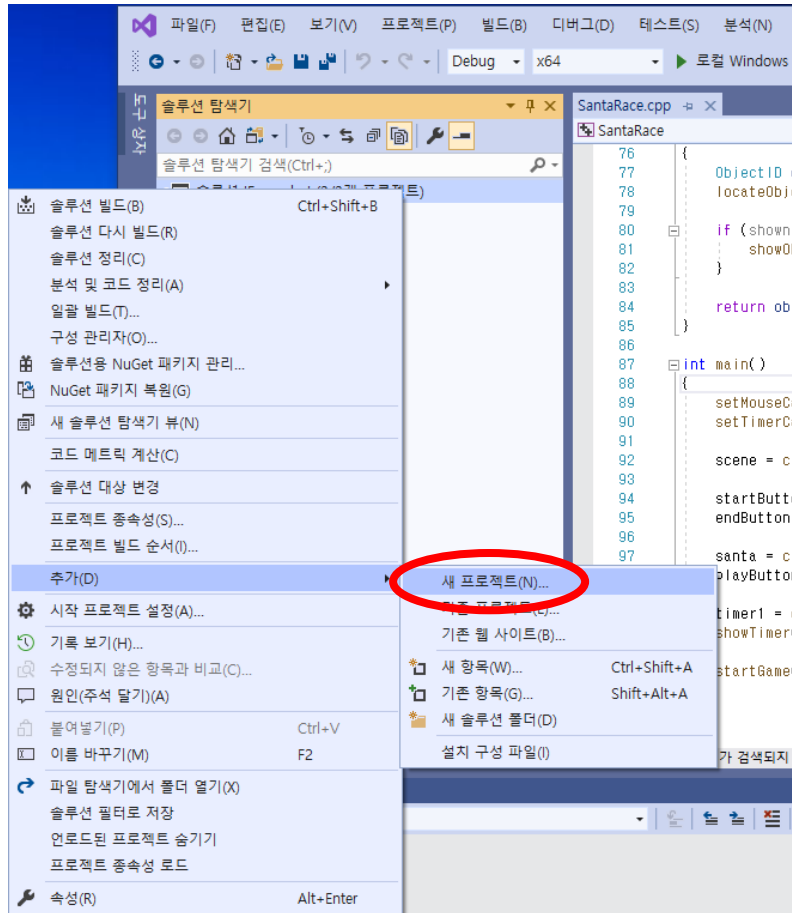 파일(F) 편집(E) 보기(V) 프로젝트(P) 빌드(B) 디버그(D) 테스트(S) 분석(N)
Debug x64 로컬 Windows
도구 상자
솔루션 탐색기
솔루션 탐색기 검색(Ctrl+;)
SantaRace.cpp
SantaRace
76 {
77 ObjectID
78 locateObj
79
80 if (shown
81 showO
82 }
83
84 return ob
85 }
86
87 int main()
88 {
89 setMouseC
90 setTimerC
91
92 scene = c
93
94 startButt
95 endButton
96
97 santa = c
playButton
timer1 =
showTimer
startGame
가 검색되지
솔루션 빌드(B) Ctrl+Shift+B
솔루션 다시 빌드(R)
솔루션 정리(C)
분석 및 코드 정리(A)
일괄 빌드(T)...
구성 관리자(O)...
솔루션용 NuGet 패키지 관리...
NuGet 패키지 복원(G)
새 솔루션 탐색기 뷰(N)
코드 메트릭 계산(C)
솔루션 대상 변경
프로젝트 종속성(S)...
프로젝트 빌드 순서(I)...
추가(D)
시작 프로젝트 설정(A)...
기록 보기(H)...
수정되지 않은 항목과 비교(C)...
원인(주석 달기)(A)
붙여넣기(P) Ctrl+V
이름 바꾸기(M) F2
파일 탐색기에서 폴더 열기(X)
솔루션 필터로 저장
언로드된 프로젝트 숨기기
프로젝트 종속성 로드
속성(R) Alt+Enter
새 프로젝트(N)...
기존 프로젝트(E)...
기존 웹 사이트(B)...
새 항목(W)... Ctrl+Shift+A
기존 항목(G)... Shift+Alt+A
새 솔루션 폴더(D)
설치 구성 파일(I)